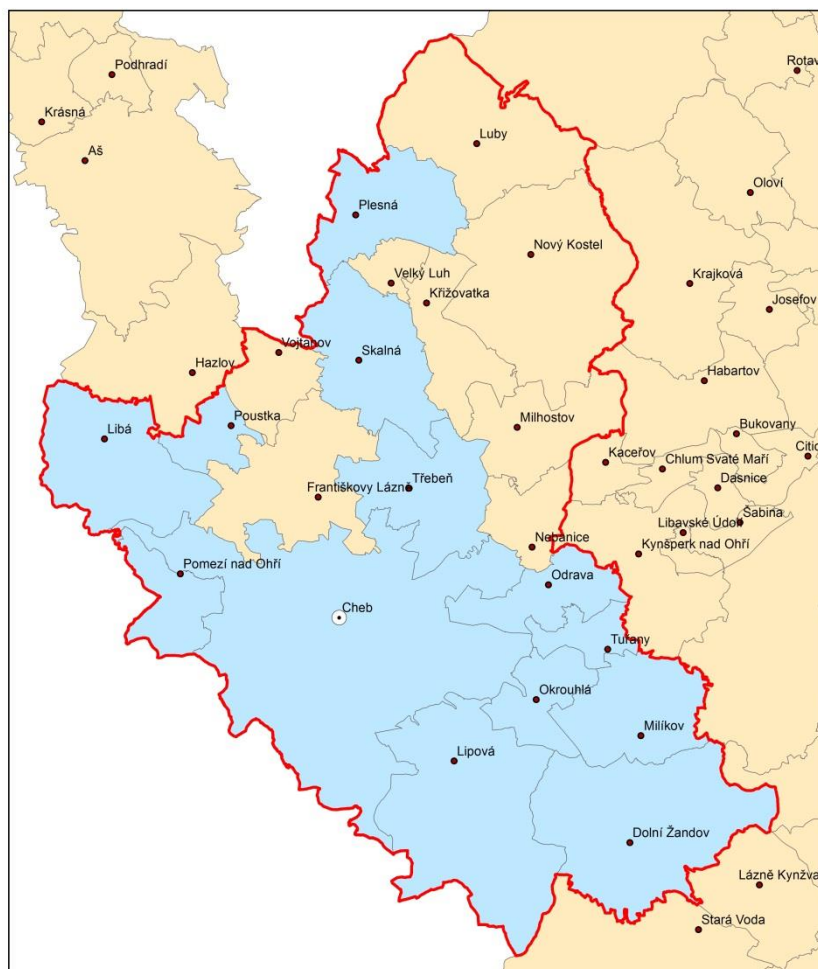 Podhradí
Rotav
Krásná
Luby
Aš
Oloví
Plesná
Nový Kostel
Velký Luh
Krajková
Křižovatka
Josefov
Vojtanov
Skalná
Hazlov
Habartov
Poustka
Milhostov
Libá
Bukovany
Kaceřov
Chlum Svaté Maří
Citic
Třebeň
Dasnice
Františkovy Lázně
Šabina
Libavské Údolí
Nebanice
Kynšperk nad Ohří
Pomezí nad Ohří
Odrava
Cheb
Tuřany
Okrouhlá
Milíkov
Lipová
Dolní Žandov
Lázně Kynžva
Stará Voda